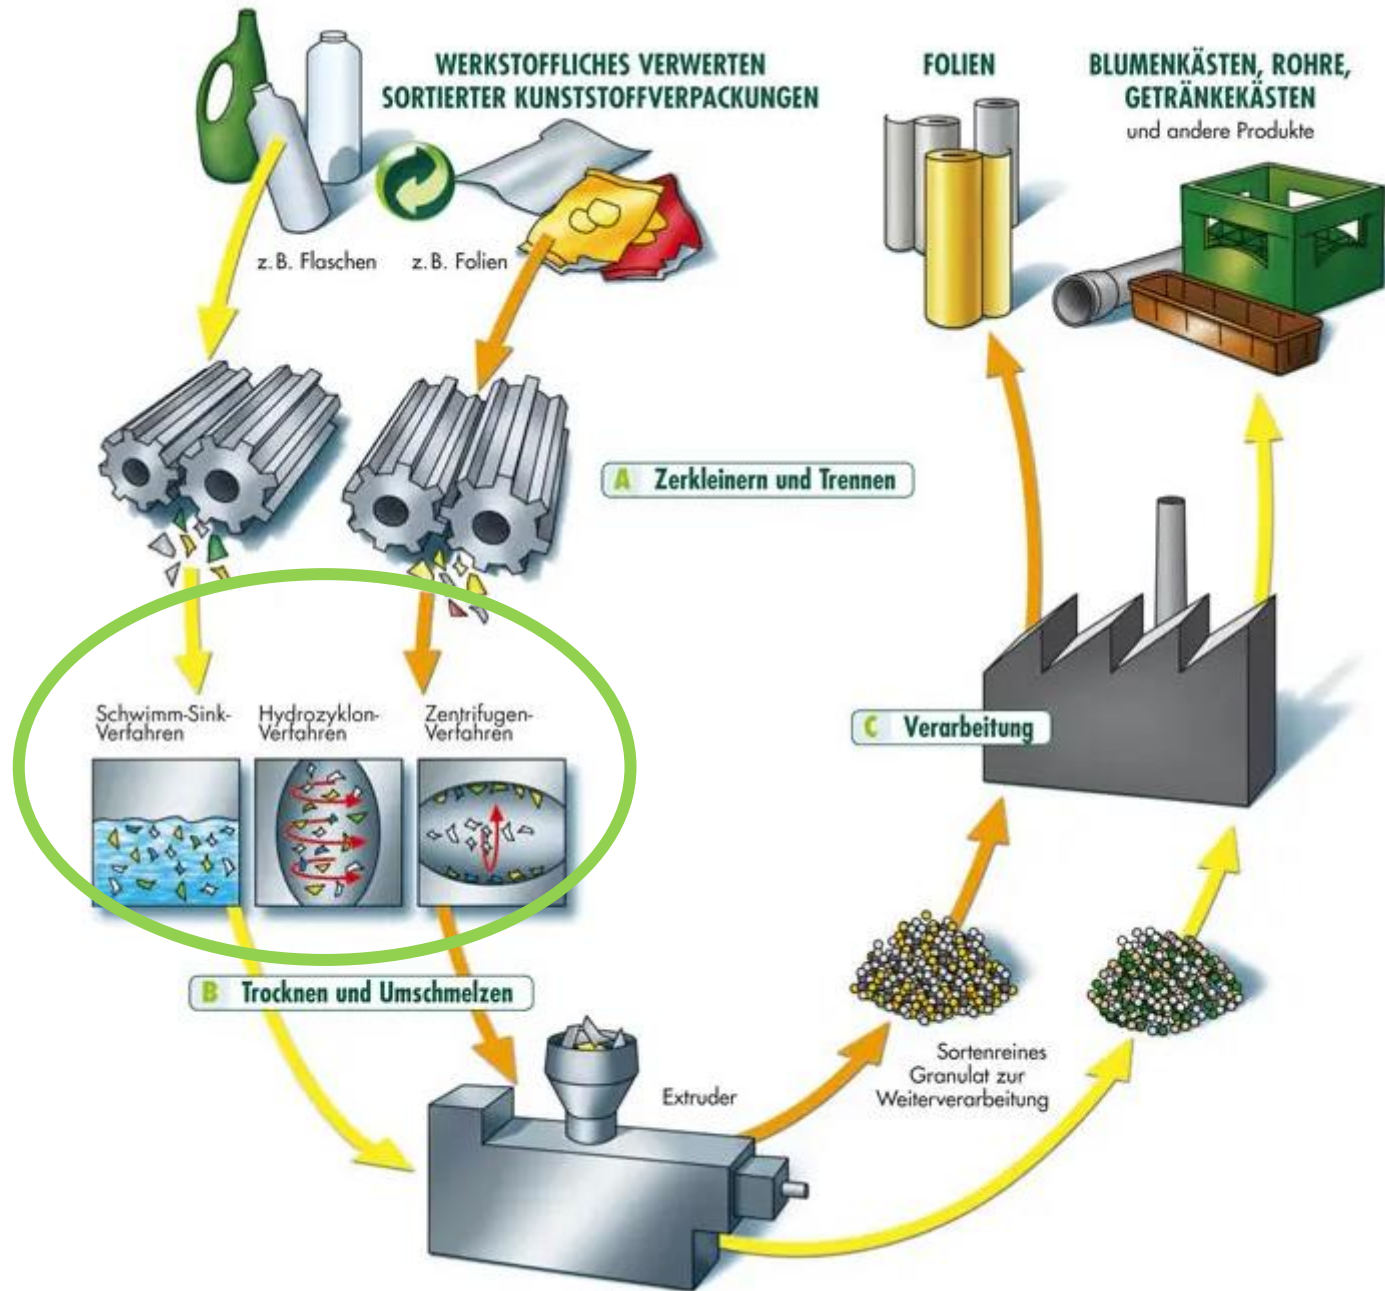 WERKSTOFFLICHES VERWERTEN
SORTIERTER KUNSTSTOFFVERPACKUNGEN
FOLIEN
BLUMENKÄSTEN, ROHRE,
GETRÄNKEKÄSTEN
und andere Produkte
z.B. Flaschen
z.B. Folien
A Zerkleinern und Trennen
Schwimm-Sink-
Verfahren
Hydrozyklon-
Verfahren
Zentrifugen-
Verfahren
C Verarbeitung
B Trocknen und Umschmelzen
Extruder
Sortenreines
Granulat zur
Weiterverarbeitung